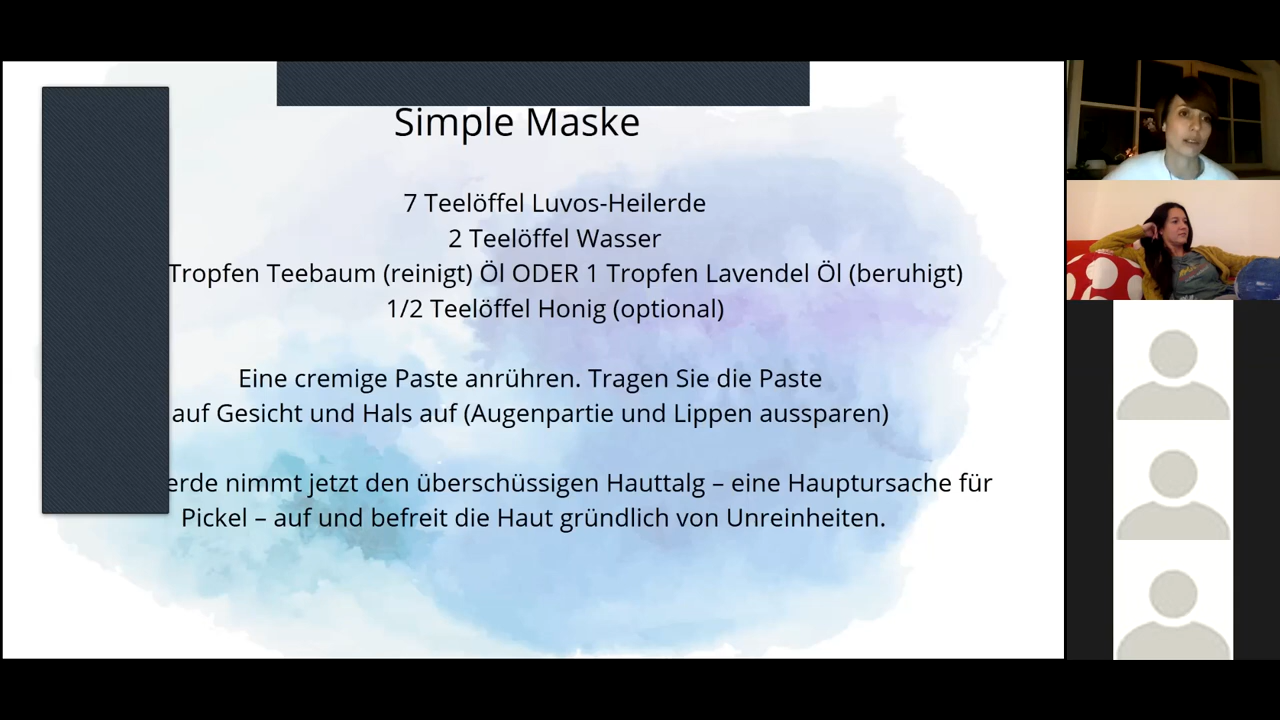 Simple Maske
7 Teelöffel Luvos-Heilerde
2 Teelöffel Wasser
Tropfen Teebaum (reinigt) Öl ODER 1 Tropfen Lavendel Öl (beruhigt)
1/2 Teelöffel Honig (optional)
Eine cremige Paste anrühren. Tragen Sie die Paste
auf Gesicht und Hals auf (Augenpartie und Lippen aussparen)
erde nimmt jetzt den überschüssigen Hauttalg – eine Hauptursache für
Pickel – auf und befreit die Haut gründlich von Unreinheiten.